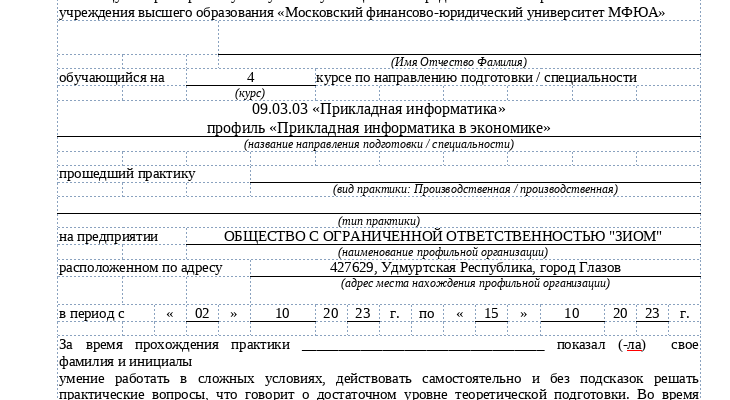 учреждения высшего образования «Московский финансово-юридический университет МФЮА»
(Имя Отчество Фамилия)
обучающийся на 4 курсе по направлению подготовки / специальности
(курс)
09.03.03 «Прикладная информатика»
профиль «Прикладная информатика в экономике»
(название направления подготовки / специальности)
прошедший практику
(вид практики: Производственная / производственная)
(тип практики)
на предприятии ОБЩЕСТВО С ОГРАНИЧЕННОЙ ОТВЕТСТВЕННОСТЬЮ "ЗИОМ"
(наименование профильной организации)
расположенном по адресу 427629, Удмуртская Республика, город Глазов
(адрес места нахождения профильной организации)
в период с « 02 » 10 20 23 г. по « 15 » 10 20 23 г.
За время прохождения практики ________________________________ показал (-ла) свое
фамилия и инициалы
умение работать в сложных условиях, действовать самостоятельно и без подсказок решать
практические вопросы, что говорит о достаточном уровне теоретической подготовки. Во время